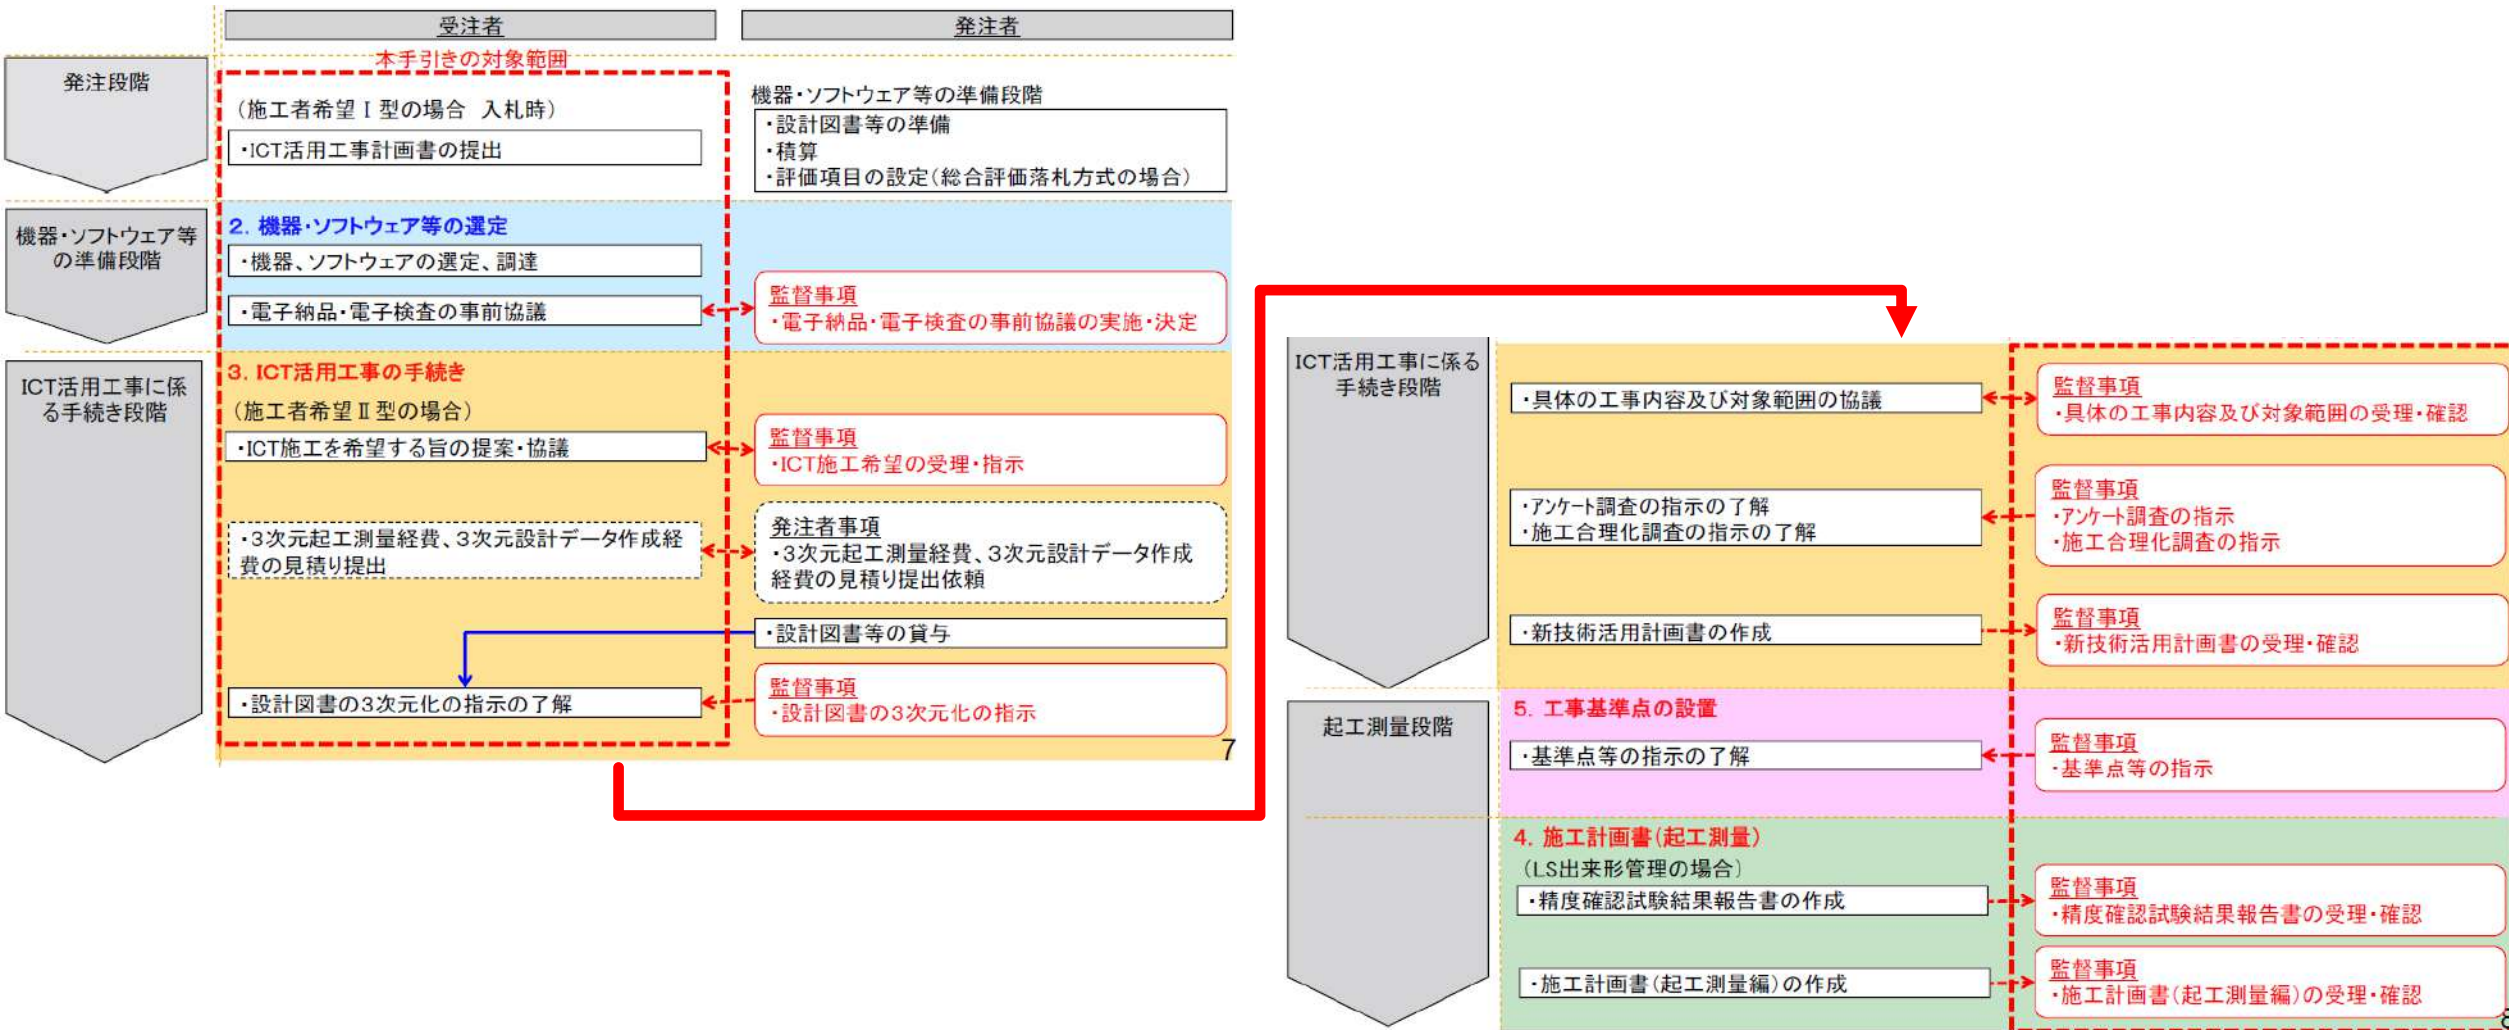 受注者
発注者
本手引きの対象範囲
発注段階
(施工者希望Ⅰ型の場合 入札時)
・ICT活用工事計画書の提出
機器・ソフトウェア等の準備段階
・設計図書等の準備
・積算
・評価項目の設定(総合評価落札方式の場合)
機器・ソフトウェア等
の準備段階
2. 機器・ソフトウェア等の選定
・機器、ソフトウェアの選定、調達
・電子納品・電子検査の事前協議
監督事項
・電子納品・電子検査の事前協議の実施・決定
ICT活用工事に係
る手続き段階
3. ICT活用工事の手続き
(施工者希望Ⅱ型の場合)
・ICT施工を希望する旨の提案・協議
監督事項
・ICT施工希望の受理・指示
・3次元起工測量経費、3次元設計データ作成経
費の見積り提出
発注者事項
・3次元起工測量経費、3次元設計データ作成
経費の見積り提出依頼
・設計図書等の貸与
・設計図書の3次元化の指示の了解
監督事項
・設計図書の3次元化の指示
7
ICT活用工事に係る
手続き段階
・具体の工事内容及び対象範囲の協議
監督事項
・具体の工事内容及び対象範囲の受理・確認
・アンケート調査の指示の了解
・施工合理化調査の指示の了解
監督事項
・アンケート調査の指示
・施工合理化調査の指示
・新技術活用計画書の作成
監督事項
・新技術活用計画書の受理・確認
起工測量段階
5. 工事基準点の設置
・基準点等の指示の了解
監督事項
・基準点等の指示
4. 施工計画書(起工測量)
(LS出来形管理の場合)
・精度確認試験結果報告書の作成
監督事項
・精度確認試験結果報告書の受理・確認
・施工計画書(起工測量編)の作成
監督事項
・施工計画書(起工測量編)の受理・確認